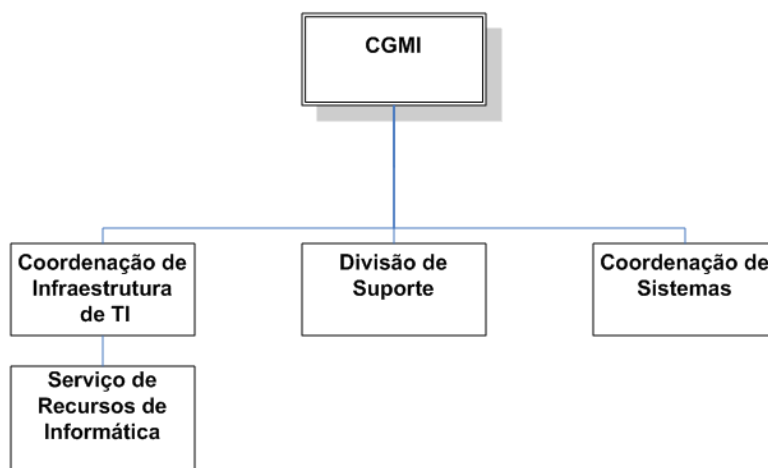 CGMI
Coordenação de
Infraestrutura
de TI
Divisão de
Suporte
Coordenação de
Sistemas
Serviço de
Recursos de
Informática